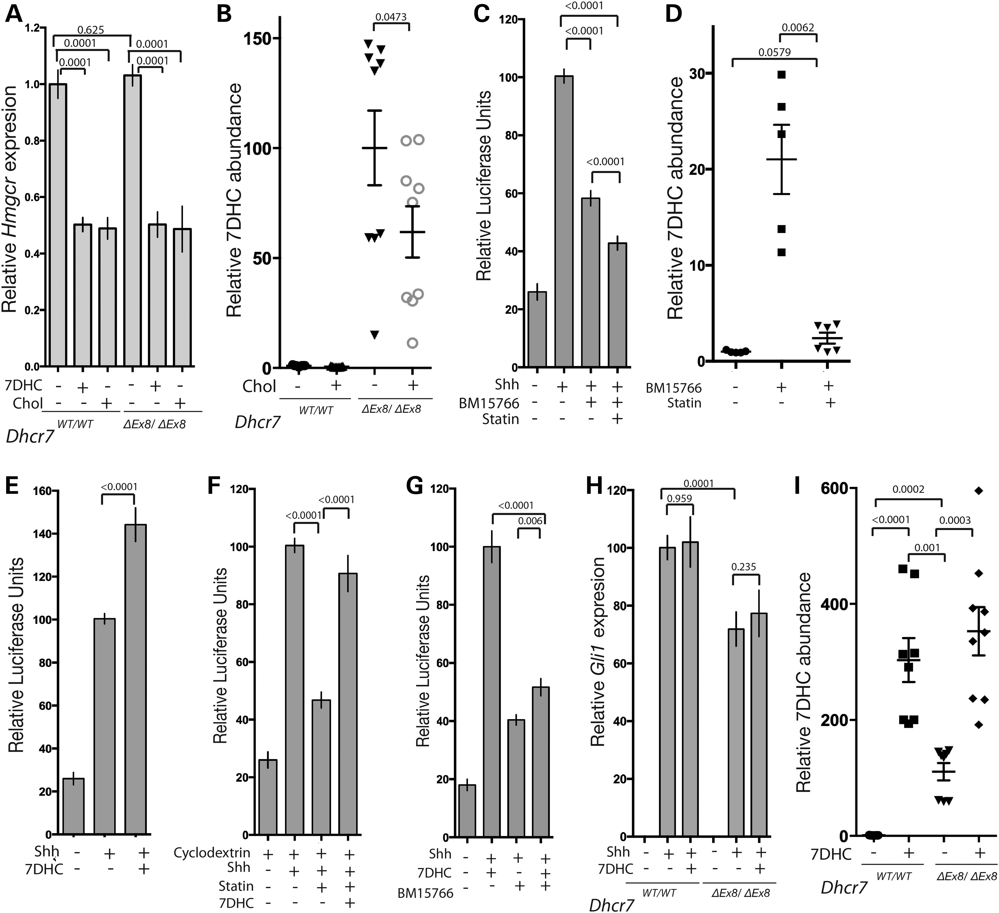 A
Relative Hmgcr expression
1.2
1.0
0.8
0.6
0.4
0.2
0.0
0.625
0.0001
0.0001
0.0001
0.0001
7DHC - + - - + -
Chol - - + - - +
WT/WT ΔEx8/ ΔEx8
Dhcr7
B
Relative 7DHC abundance
150
100
50
0
0.0473
Chol - + - +
WT/WT ΔEx8/ ΔEx8
Dhcr7
C
Relative Luciferase Units
120
100
80
60
40
20
0
<0.0001
<0.0001
<0.0001
Shh - + + +
BM15766 - - + +
Statin - - - +
D
Relative 7DHC abundance
30
20
10
0
0.0062
0.0579
BM15766 - + +
Statin - - +
E
Relative Luciferase Units
160
140
120
100
80
60
40
20
0
<0.0001
Shh - + +
7DHC - - +
F
Relative Luciferase Units
120
100
80
60
40
20
0
<0.0001
<0.0001
Cyclodextrin + + + +
Shh - + + +
Statin - - + +
7DHC - - - +
G
Relative Luciferase Units
120
100
80
60
40
20
0
<0.0001
0.006
Shh - + + +
7DHC - + - +
BM15766 - - + +
H
Relative Gli1 expression
120
100
80
60
40
20
0
0.0001
0.959
0.235
Shh - + + - + +
7DHC - - + - - +
WT/WT ΔEx8/ ΔEx8
Dhcr7
I
Relative 7DHC abundance
600
400
200
0
0.0002
<0.0001 0.0003
0.001
7DHC - + - +
WT/WT ΔEx8/ ΔEx8
Dhcr7